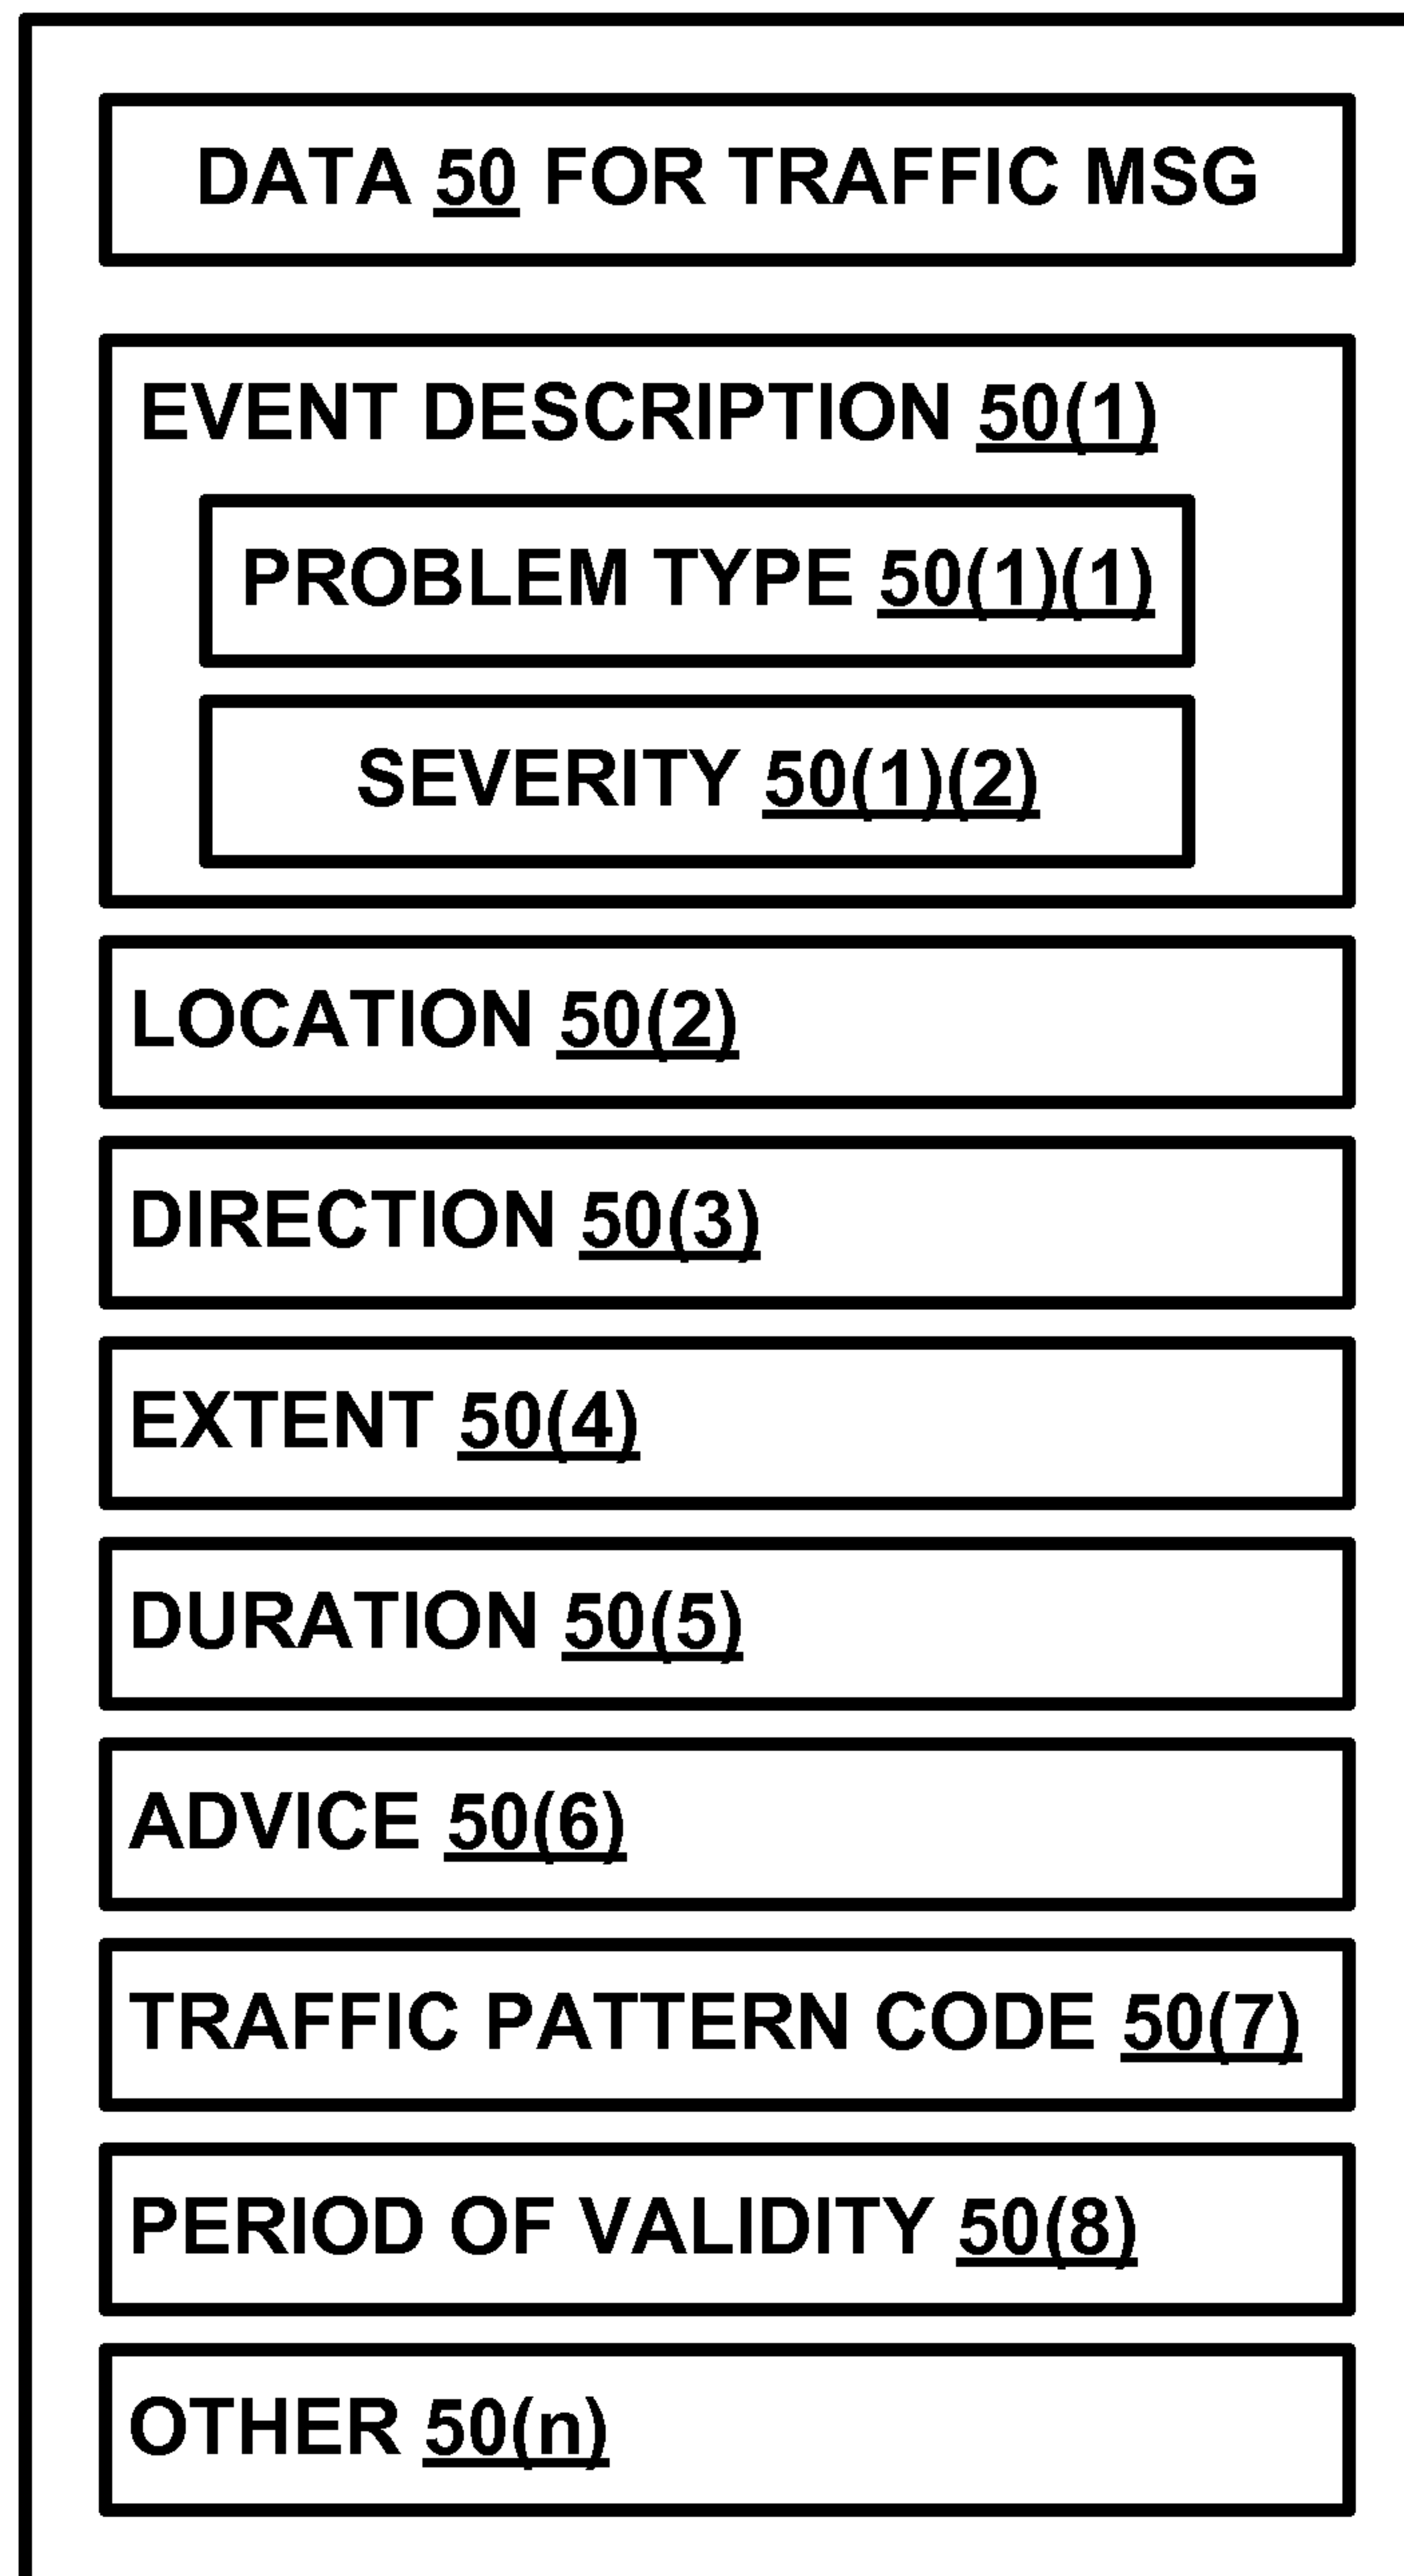 DATA 50 FOR TRAFFIC MSG
EVENT DESCRIPTION 50(1)
PROBLEM TYPE 50(1)(1)
SEVERITY 50(1)(2)
LOCATION 50(2)
DIRECTION 50(3)
EXTENT 50(4)
DURATION 50(5)
ADVICE 50(6)
TRAFFIC PATTERN CODE 50(7)
PERIOD OF VALIDITY 50(8)
OTHER 50(n)